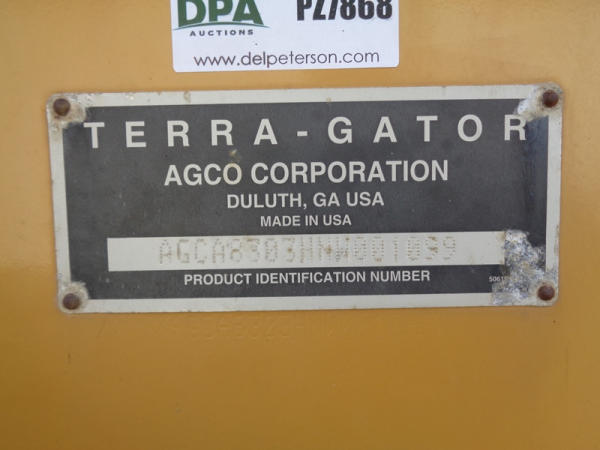 DPA PZ7868
AUCTIONS
www.delpeterson.com
TERRA-GATOR
AGCO CORPORATION
DULUTH, GA USA
MADE IN USA
AGCA8303HNW001099
PRODUCT IDENTIFICATION NUMBER